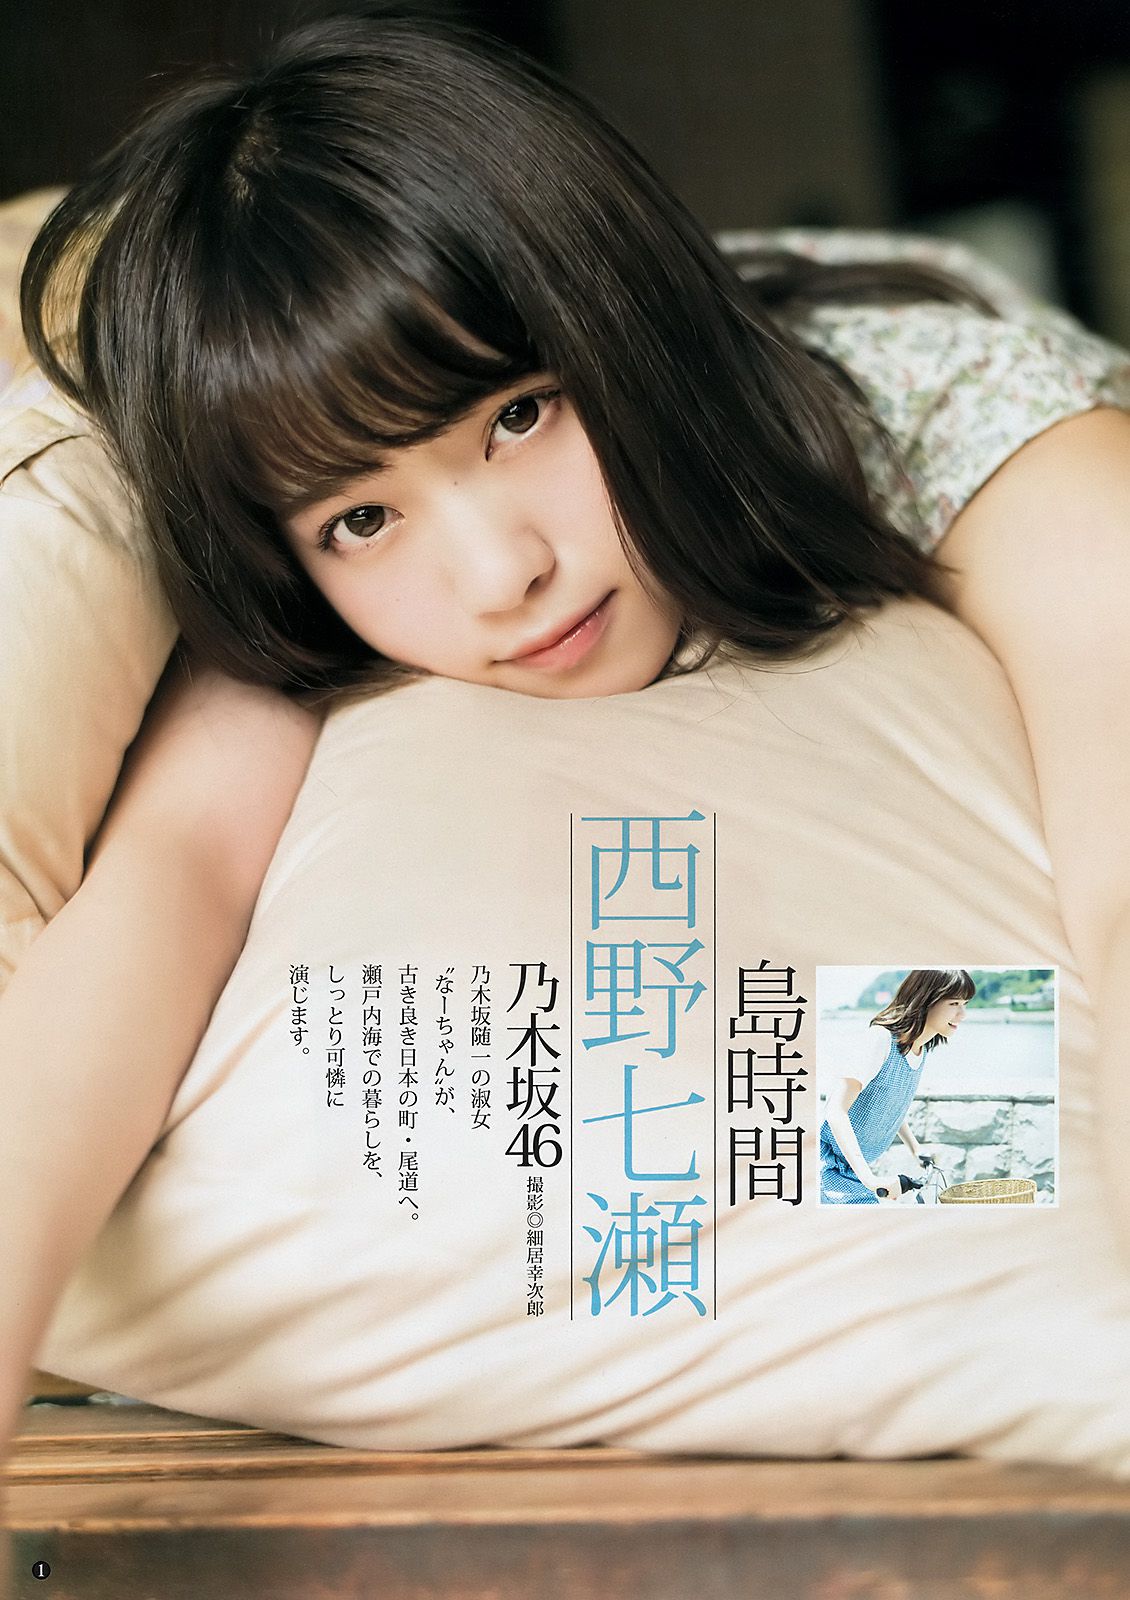 島時間
西野七瀬
乃木坂46
撮影◎細居幸次郎
乃木坂随一の淑女
〝なーちゃん〟が、
古き良き日本の町・尾道へ。
瀬戸内海での暮らしを、
しっとり可憐に
演じます。
1